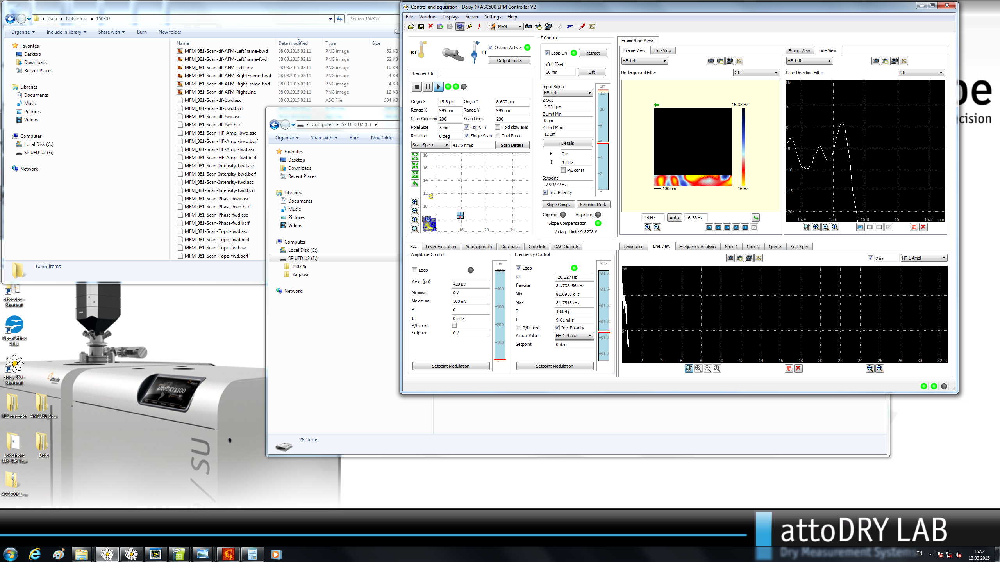 Data ▸ Nakamura ▸ 150307
Search 150307
Organize Include in library Share with Burn New folder
Name Date modified Type Size
Favorites
Desktop
Downloads
Recent Places
Libraries
Documents
Music
Pictures
Videos
Computer
Local Disk (C:)
SP UFD U2 (E:)
Network
MFM_081-Scan-df-AFM-LeftFrame-bwd 08.03.2015 02:11 PNG image 62 KB
MFM_081-Scan-df-AFM-LeftFrame-fwd 08.03.2015 02:11 PNG image 62 KB
MFM_081-Scan-df-AFM-LeftLine 08.03.2015 02:11 PNG image 10 KB
MFM_081-Scan-df-AFM-RightFrame-bwd 08.03.2015 02:11 PNG image 4 KB
MFM_081-Scan-df-AFM-RightFrame-fwd 08.03.2015 02:11 PNG image 4 KB
MFM_081-Scan-df-AFM-RightLine 08.03.2015 02:11 PNG image 12 KB
MFM_081-Scan-df-bwd.asc 08.03.2015 02:11 ASC File 504 KB
MFM_081-Scan-df-bwd.bcrf
MFM_081-Scan-df-fwd.asc
MFM_081-Scan-df-fwd.bcrf
MFM_081-Scan-HF-Ampl-bwd.asc
MFM_081-Scan-HF-Ampl-bwd.bcrf
MFM_081-Scan-HF-Ampl-fwd.asc
MFM_081-Scan-HF-Ampl-fwd.bcrf
MFM_081-Scan-Intensity-bwd.asc
MFM_081-Scan-Intensity-bwd.bcrf
MFM_081-Scan-Intensity-fwd.asc
MFM_081-Scan-Intensity-fwd.bcrf
MFM_081-Scan-Phase-bwd.asc
MFM_081-Scan-Phase-bwd.bcrf
MFM_081-Scan-Phase-fwd.asc
MFM_081-Scan-Phase-fwd.bcrf
MFM_081-Scan-Topo-bwd.asc
MFM_081-Scan-Topo-bwd.bcrf
MFM_081-Scan-Topo-fwd.asc
MFM_081-Scan-Topo-fwd.bcrf
1.036 items
Computer ▸ SP UFD U2 (E:) ▸
Organize Share with Burn New folder
Favorites
Desktop
Downloads
Recent Places
Libraries
Documents
Music
Pictures
Videos
Computer
Local Disk (C:)
SP UFD U2 (E:)
150226
Kagawa
Network
28 items
Control and aquisition - Daisy @ ASC500 SPM Controller V2
File Window Displays Server Settings Help
MFM
RT LT
Output Active
Output Limits
Scanner Ctrl
Origin X 15.8 µm Origin Y 8.632 µm
Range X 999 nm Range Y 999 nm
Scan Columns 200 Scan Lines 200
Pixel Size 5 nm Fix X=Y Hold slow axis
Rotation 0 deg Single Scan Dual Pass
Scan Speed 417.6 nm/s Scan Details
18
16
14
12
10
12 16 20 24
Z Control
Loop On Retract
Lift Offset
30 nm Lift
Input Signal
HF 1 df
Z Out
5.831 µm
Z Limit Min
0 nm
Z Limit Max
12 µm
Details
P 0 m
I 1 mHz
P/I const
Setpoint
-7.99772 Hz
Inv. Polarity
Slope Comp. Setpoint Mod.
Clipping Adjusting
Slope Compensation
Voltage Limit: 9.8208 V
µm
12
10
8
6
4
2
0
Frame/Line Views
Frame View Line View
HF 1 df
Underground Filter Off
16.33 Hz
100 nm
-16 Hz
-16 Hz Auto 16.33 Hz
Frame View Line View
HF 1 df
Scan Direction Filter Off
Hz
5
0
-5
-10
-15
-20
15.4 15.6 15.8 16 16.2 µm
PLL Lever Excitation Autoapproach Dual pass Crosslink DAC Outputs
Amplitude Control
Loop
Aexc (pp) 420 µV
Minimum 0 V
Maximum 500 mV
P 0
I 0 mHz
P/I const
Setpoint 0 V
Setpoint Modulation
mV
500
400
300
200
100
Frequency Control
Loop
df -20.227 Hz
f excite 81.733456 kHz
Min 81.6956 kHz
Max 81.7516 kHz
P 188.4 µ
I 9.61 mHz
P/I const Inv. Polarity
Actual Value HF 1 Phase
Setpoint 0 deg
Setpoint Modulation
kHz
Resonance Line View Frequency Analysis Spec 1 Spec 2 Spec 3 Soft Spec
2 ms HF 1 Ampl
mV
6
2 4 6 8 10 12 14 16 18 20 22 24 26 28 30 32 s
attocube - Shortcut
OpenOffice 4.1.1
daisy 350 - Shortcut
RES encoder
ANC350_So...
Lakeshore 335-336 Te...
Data
ASC500CL-...
attocube
attoDRY1100
be
cision
attoDRY LAB
Dry Measurement Systems
EN
15:52
13.03.2015